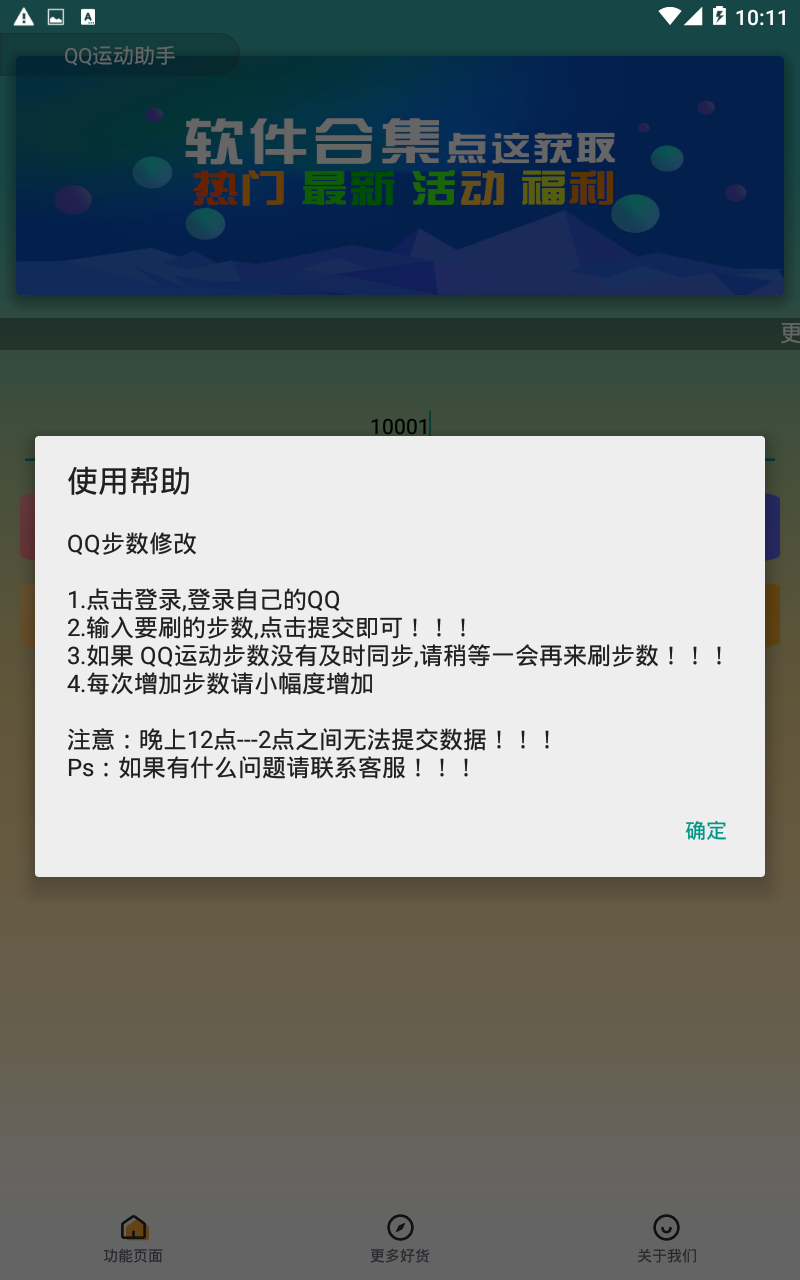 10:11
QQ运动助手
软件合集点这获取
热门 最新 活动 福利
更
10001
使用帮助
QQ步数修改
1.点击登录,登录自己的QQ
2.输入要刷的步数,点击提交即可！！！
3.如果 QQ运动步数没有及时同步,请稍等一会再来刷步数！！！
4.每次增加步数请小幅度增加
注意：晚上12点---2点之间无法提交数据！！！
Ps：如果有什么问题请联系客服！！！
确定
功能页面
更多好货
关于我们